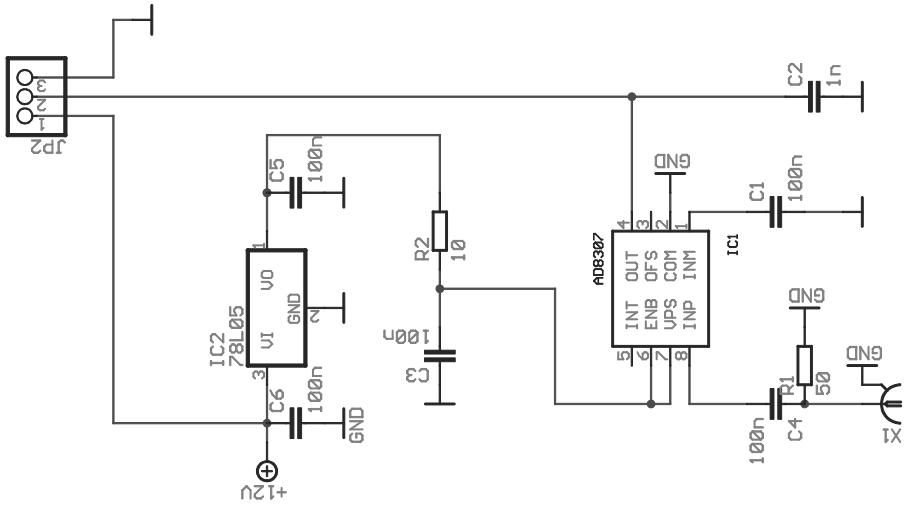 3
2
1
JP2
C5
100n
1
VO
GND
2
VI
IC2
78L05
3
C6
100n
GND
+12V
R2
10
100n
C3
GND
4
3
2
1
AD8307
OUT
OFS
COM
INM
IC1
INT
ENB
VPS
INP
5
6
7
8
C2
1n
C1
100n
GND
R1
50
GND
100n
C4
X1